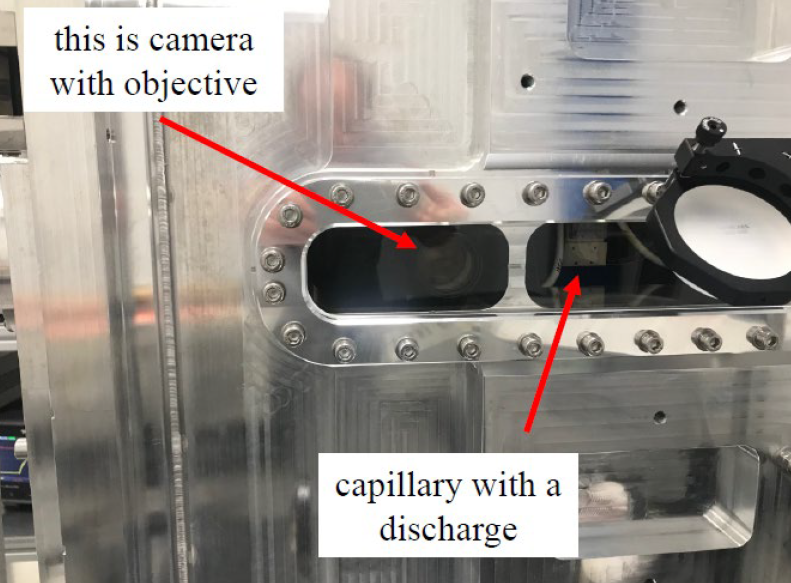 this is camera
with objective
capillary with a
discharge